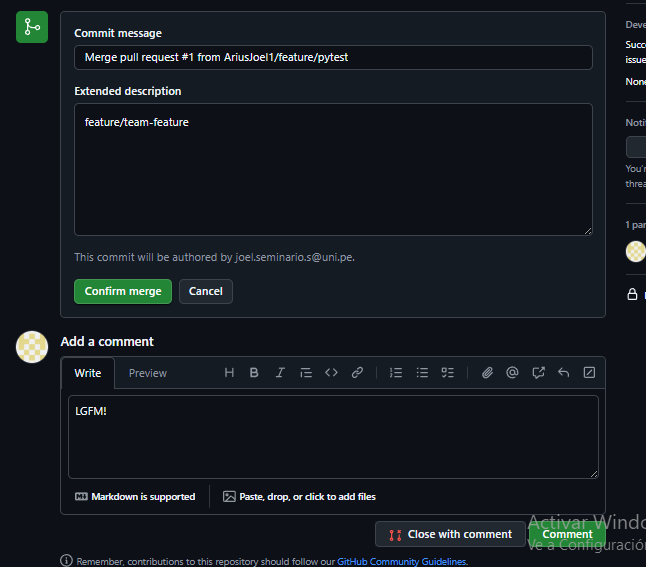 Commit message
Merge pull request #1 from AriusJoel1/feature/pytest
Extended description
feature/team-feature
This commit will be authored by joel.seminario.s@uni.pe.
Confirm merge
Cancel
Add a comment
Write
Preview
LGFM!
Markdown is supported
Paste, drop, or click to add files
Close with comment
Comment
Activar Windo
Ve a Configuració
Remember, contributions to this repository should follow our GitHub Community Guidelines.
Deve
Succ
issue
None
Noti
You'r
threa
1 par